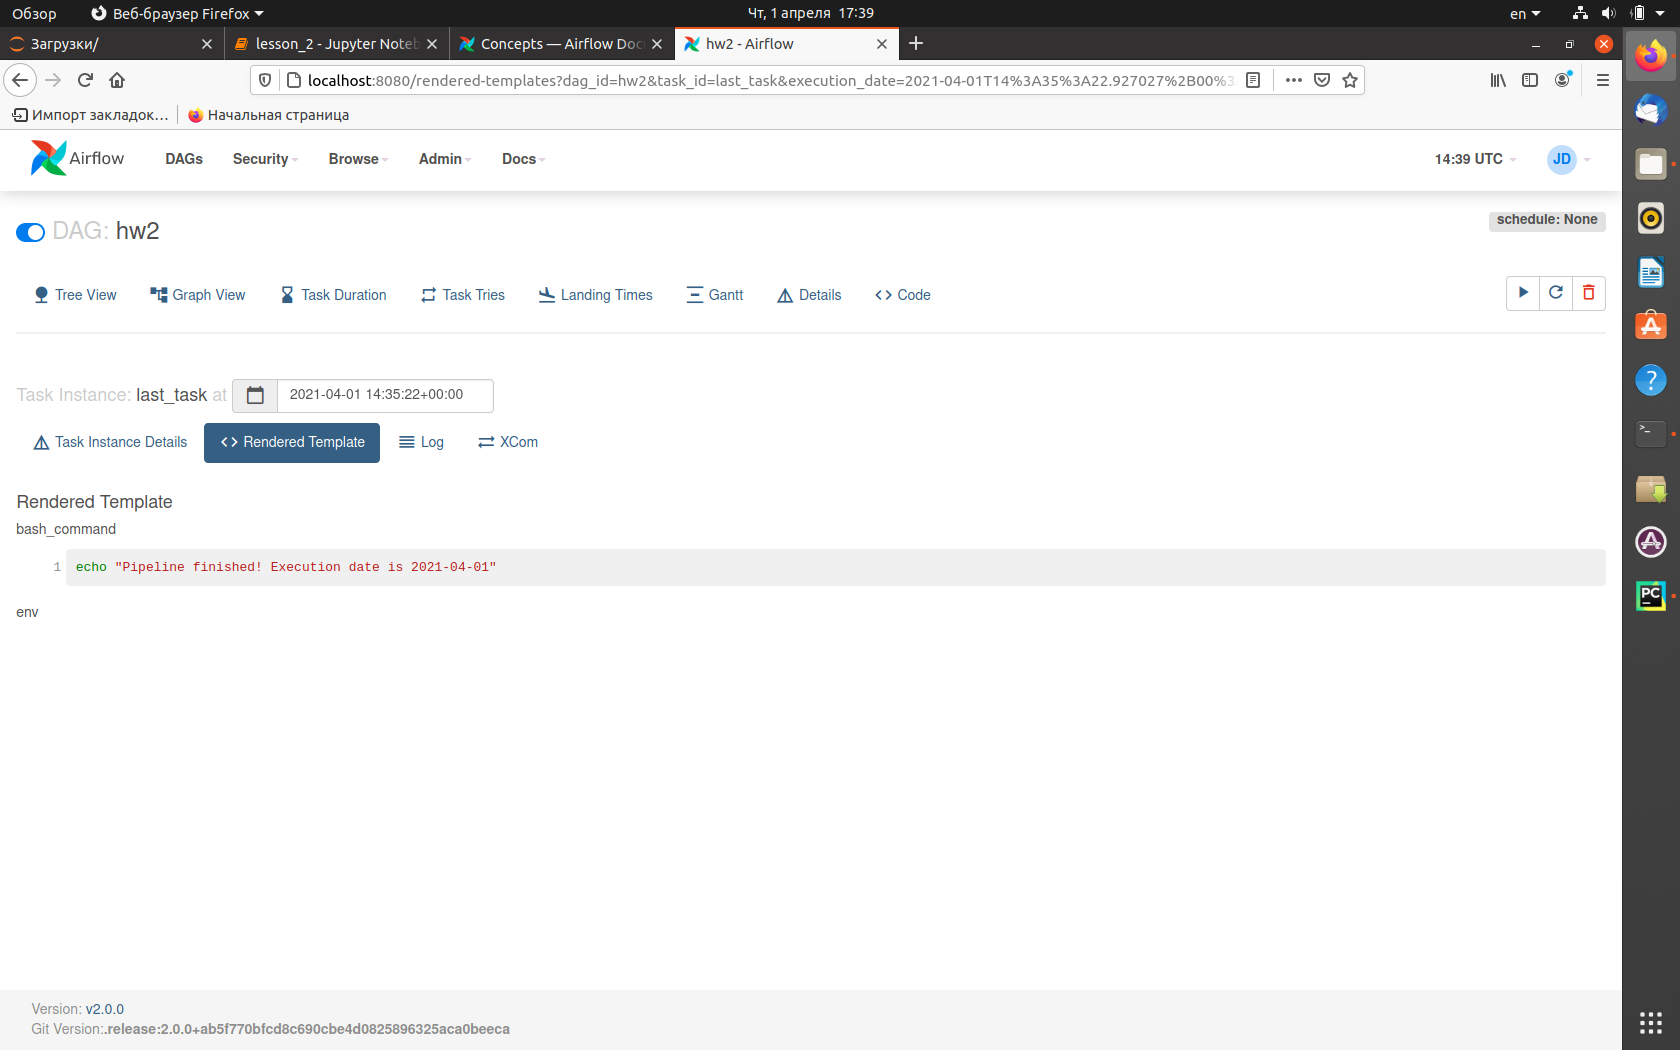 Обзор Веб-браузер Firefox Чт, 1 апреля 17:39 en
Загрузки/ lesson_2 - Jupyter Noteb Concepts — Airflow Doc hw2 - Airflow
localhost:8080/rendered-templates?dag_id=hw2&task_id=last_task&execution_date=2021-04-01T14%3A35%3A22.927027%2B00%3
Импорт закладок… Начальная страница
Airflow DAGs Security Browse Admin Docs 14:39 UTC JD
DAG: hw2 schedule: None
Tree View Graph View Task Duration Task Tries Landing Times Gantt Details Code
Task Instance: last_task at 2021-04-01 14:35:22+00:00
Task Instance Details Rendered Template Log XCom
Rendered Template
bash_command
1 echo "Pipeline finished! Execution date is 2021-04-01"
env
Version: v2.0.0
Git Version:.release:2.0.0+ab5f770bfcd8c690cbe4d0825896325aca0beeca
PC